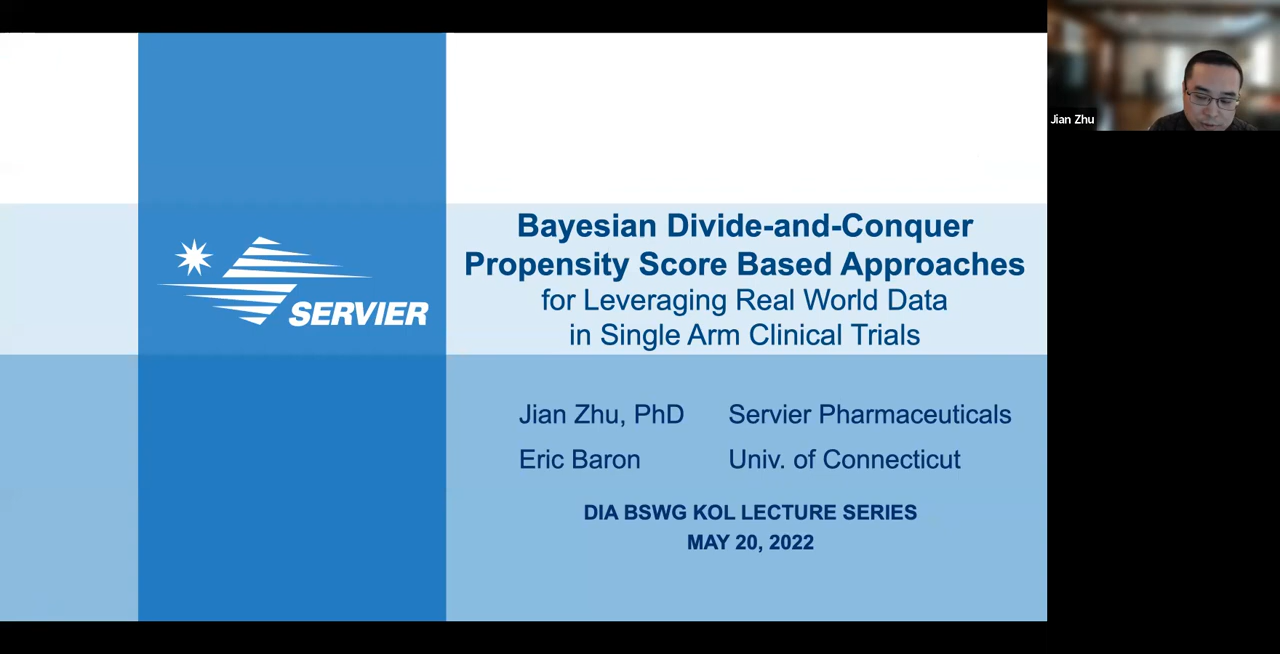 Jian Zhu
SERVIER
Bayesian Divide-and-Conquer
Propensity Score Based Approaches
for Leveraging Real World Data
in Single Arm Clinical Trials
Jian Zhu, PhD Servier Pharmaceuticals
Eric Baron Univ. of Connecticut
DIA BSWG KOL LECTURE SERIES
MAY 20, 2022